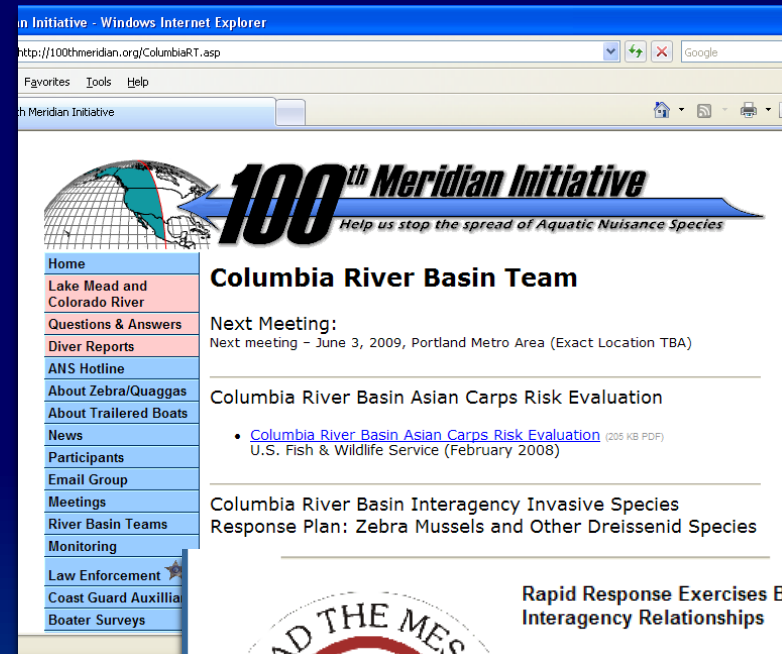 n Initiative - Windows Internet Explorer
http://100thmeridian.org/ColumbiaRT.asp
Google
Favorites Tools Help
th Meridian Initiative
100th Meridian Initiative
Help us stop the spread of Aquatic Nuisance Species
Home
Lake Mead and
Colorado River
Questions & Answers
Diver Reports
ANS Hotline
About Zebra/Quaggas
About Trailered Boats
News
Participants
Email Group
Meetings
River Basin Teams
Monitoring
Law Enforcement
Coast Guard Auxillia
Boater Surveys
Columbia River Basin Team
Next Meeting:
Next meeting – June 3, 2009, Portland Metro Area (Exact Location TBA)
Columbia River Basin Asian Carps Risk Evaluation
• Columbia River Basin Asian Carps Risk Evaluation (205 KB PDF)
U.S. Fish & Wildlife Service (February 2008)
Columbia River Basin Interagency Invasive Species
Response Plan: Zebra Mussels and Other Dreissenid Species
Rapid Response Exercises B
Interagency Relationships
AD THE MES